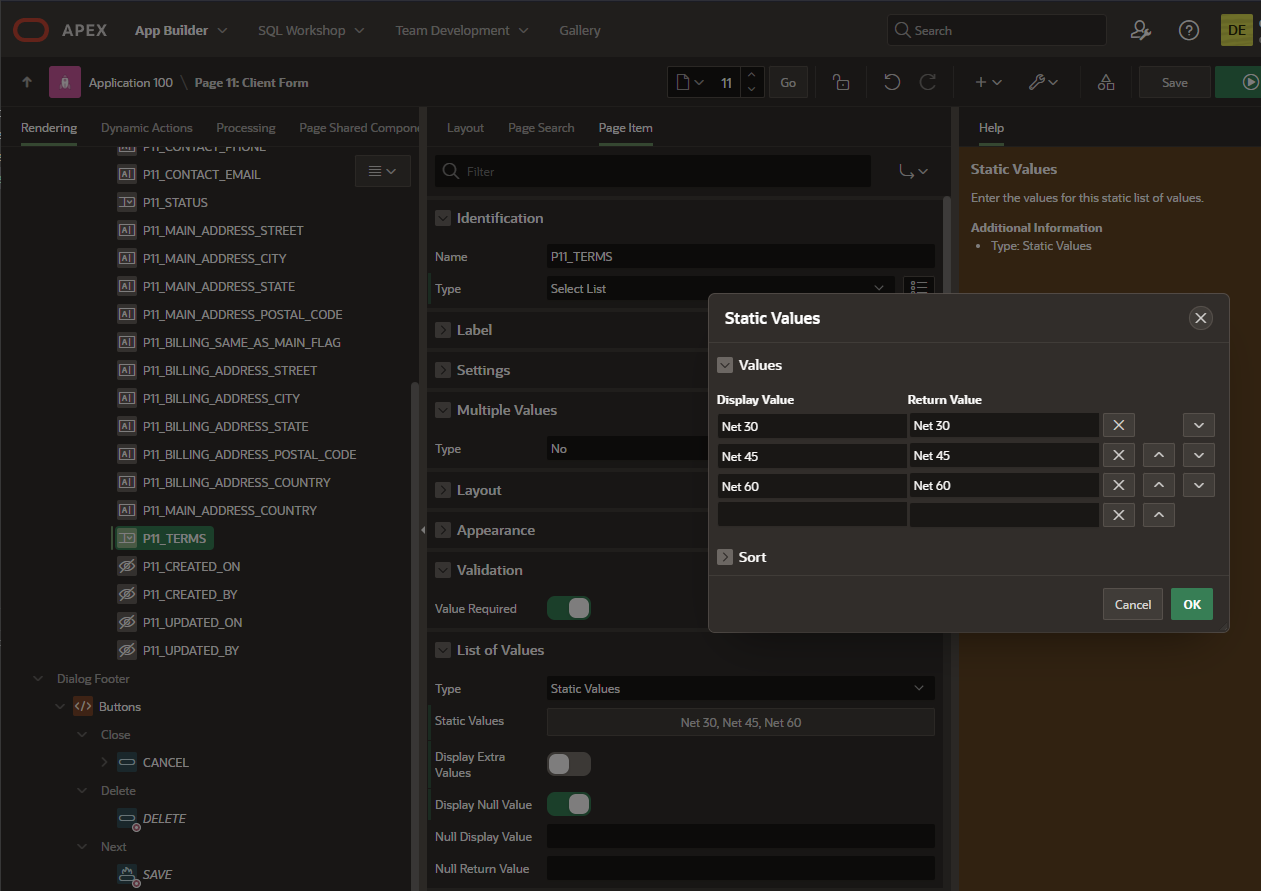 APEX App Builder SQL Workshop Team Development Gallery Search DE
Application 100 \ Page 11: Client Form 11 Go Save
Rendering Dynamic Actions Processing Page Shared Compon
P11_CONTACT_PHONE
P11_CONTACT_EMAIL
P11_STATUS
P11_MAIN_ADDRESS_STREET
P11_MAIN_ADDRESS_CITY
P11_MAIN_ADDRESS_STATE
P11_MAIN_ADDRESS_POSTAL_CODE
P11_BILLING_SAME_AS_MAIN_FLAG
P11_BILLING_ADDRESS_STREET
P11_BILLING_ADDRESS_CITY
P11_BILLING_ADDRESS_STATE
P11_BILLING_ADDRESS_POSTAL_CODE
P11_BILLING_ADDRESS_COUNTRY
P11_MAIN_ADDRESS_COUNTRY
P11_TERMS
P11_CREATED_ON
P11_CREATED_BY
P11_UPDATED_ON
P11_UPDATED_BY
Dialog Footer
Buttons
Close
CANCEL
Delete
DELETE
Next
SAVE
Layout Page Search Page Item
Filter
Identification
Name P11_TERMS
Type Select List
Label
Settings
Multiple Values
Type No
Layout
Appearance
Validation
Value Required
List of Values
Type Static Values
Static Values Net 30, Net 45, Net 60
Display Extra
Values
Display Null Value
Null Display Value
Null Return Value
Static Values
Values
Display Value Return Value
Net 30 Net 30
Net 45 Net 45
Net 60 Net 60
Sort
Cancel OK
Help
Static Values
Enter the values for this static list of values.
Additional Information
• Type: Static Values